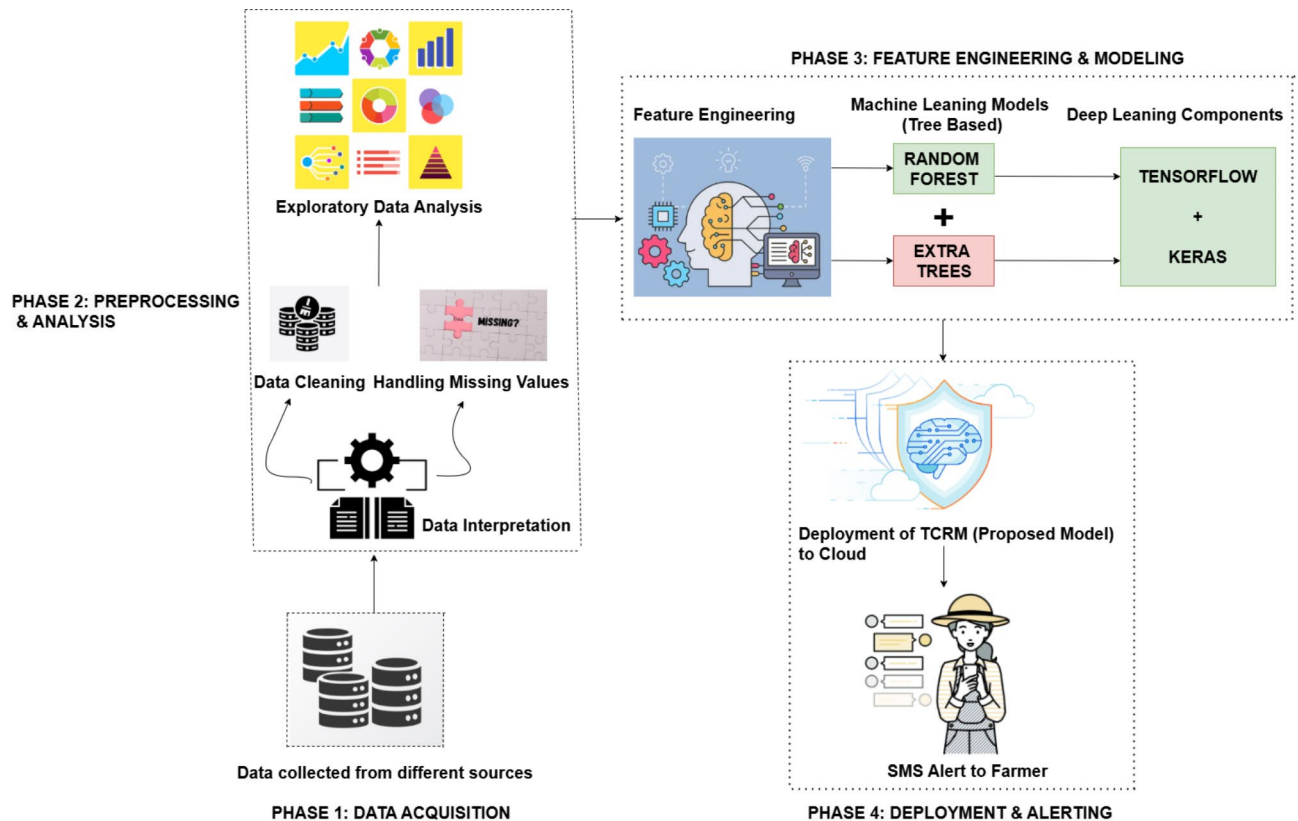 PHASE 3: FEATURE ENGINEERING & MODELING
Feature Engineering
Machine Leaning Models
(Tree Based)
Deep Leaning Components
RANDOM
FOREST
+
EXTRA
TREES
TENSORFLOW
+
KERAS
Exploratory Data Analysis
PHASE 2: PREPROCESSING
& ANALYSIS
MISSING?
Data Cleaning
Handling Missing Values
Data Interpretation
Deployment of TCRM (Proposed Model)
to Cloud
SMS Alert to Farmer
Data collected from different sources
PHASE 1: DATA ACQUISITION
PHASE 4: DEPLOYMENT & ALERTING